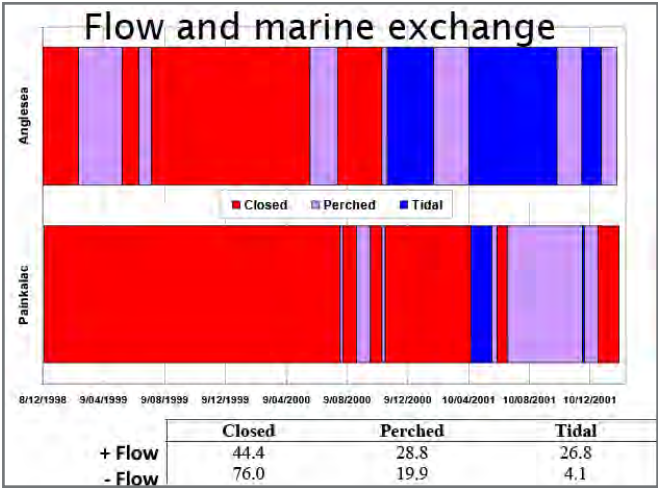 Flow and marine exchange
Anglesea
Closed Perched Tidal
Painkalac
8/12/1998 9/04/1999 9/08/1999 9/12/1999 9/04/2000 9/08/2000 9/12/2000 10/04/2001 10/08/2001 10/12/2001
Closed Perched Tidal
+ Flow 44.4 28.8 26.8
- Flow 76.0 19.9 4.1